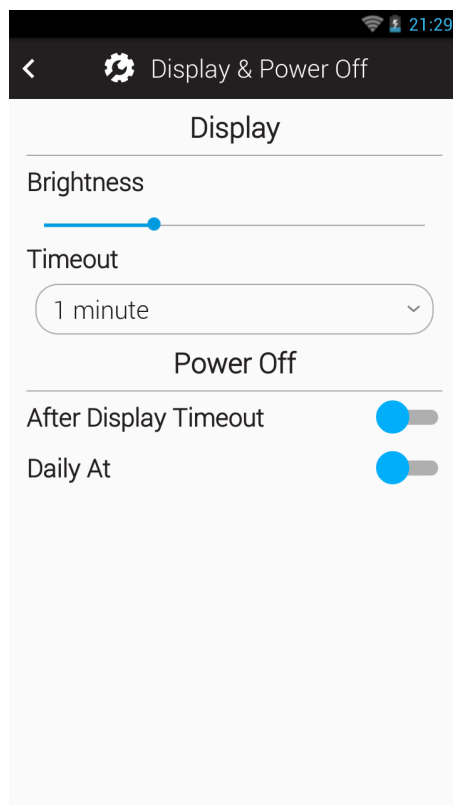 21:29
Display & Power Off
Display
Brightness
Timeout
1 minute
Power Off
After Display Timeout
Daily At